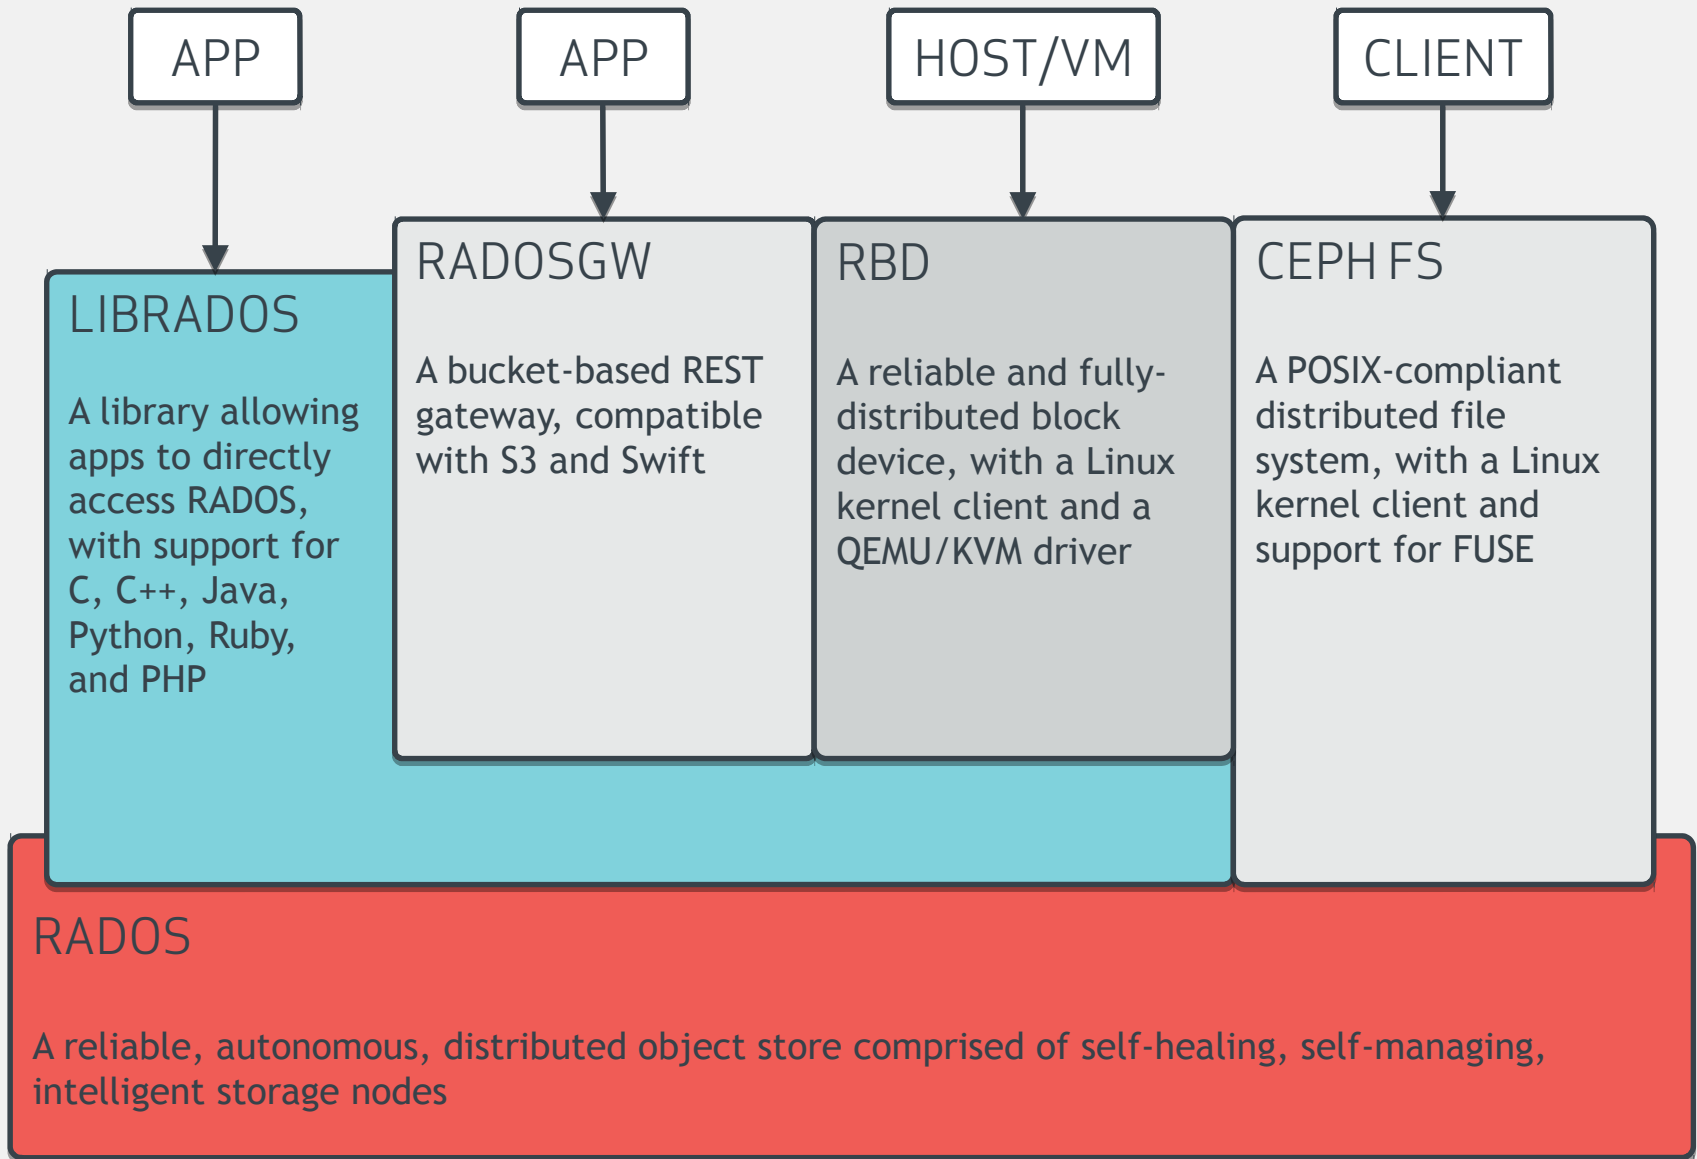 APP
APP
HOST/VM
CLIENT
LIBRADOS
A library allowing
apps to directly
access RADOS,
with support for
C, C++, Java,
Python, Ruby,
and PHP
RADOSGW
A bucket-based REST
gateway, compatible
with S3 and Swift
RBD
A reliable and fully-
distributed block
device, with a Linux
kernel client and a
QEMU/KVM driver
CEPH FS
A POSIX-compliant
distributed file
system, with a Linux
kernel client and
support for FUSE
RADOS
A reliable, autonomous, distributed object store comprised of self-healing, self-managing,
intelligent storage nodes